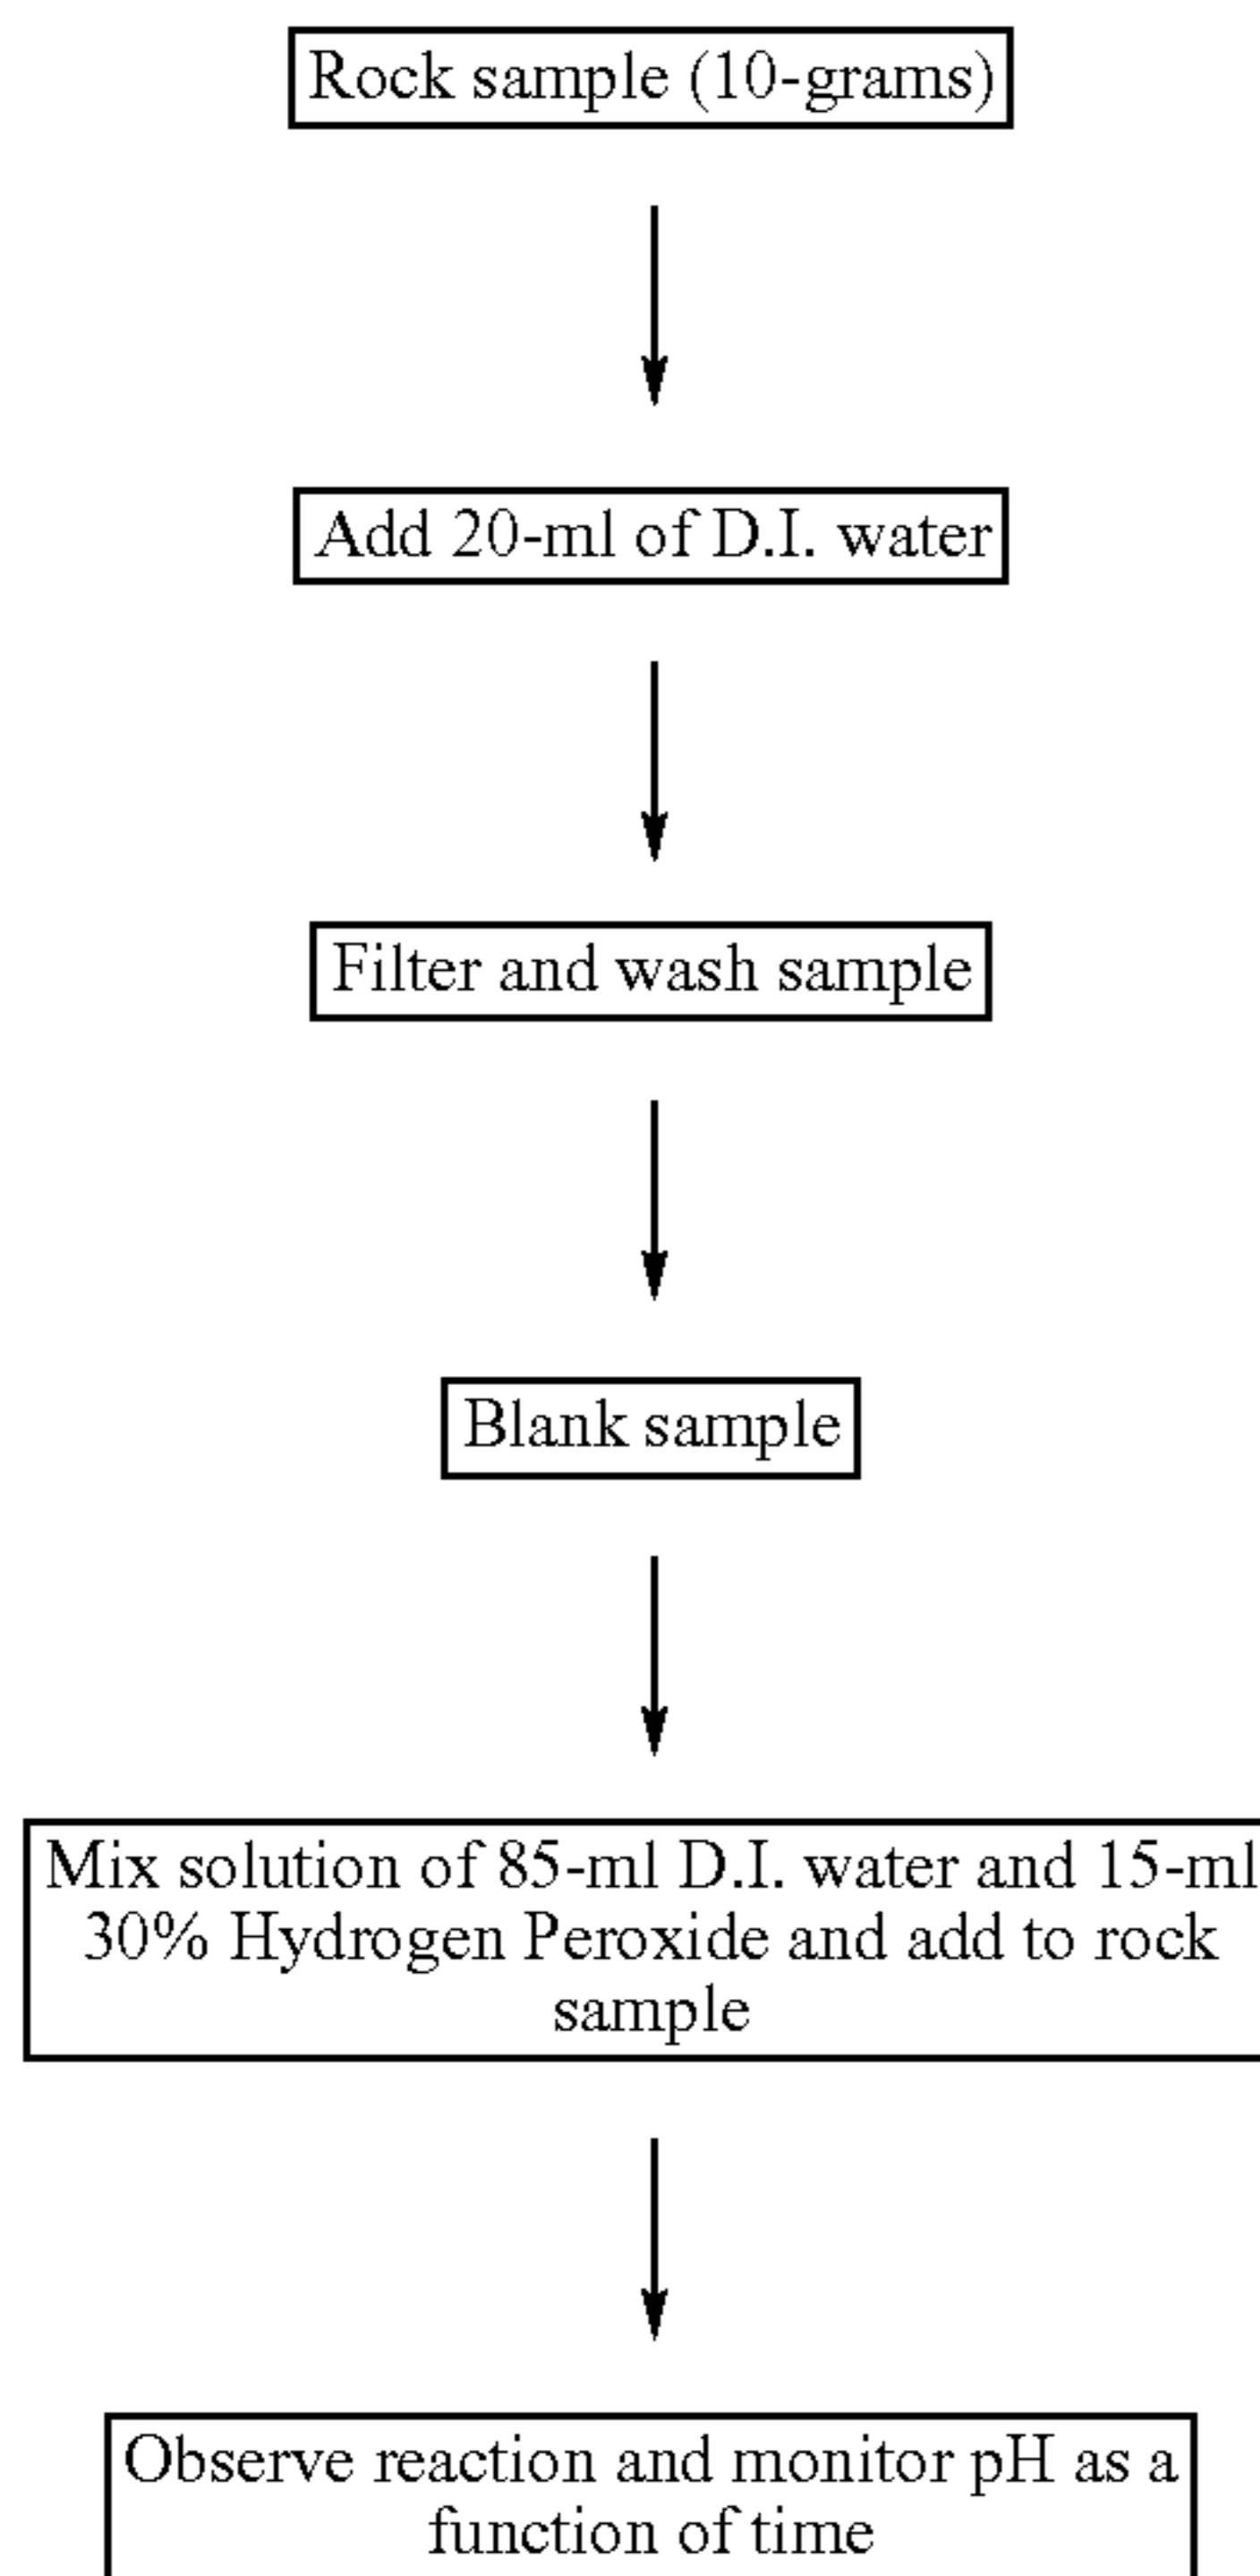 Rock sample (10-grams)
Add 20-ml of D.I. water
Filter and wash sample
Blank sample
Mix solution of 85-ml D.I. water and 15-ml
30% Hydrogen Peroxide and add to rock
sample
Observe reaction and monitor pH as a
function of time